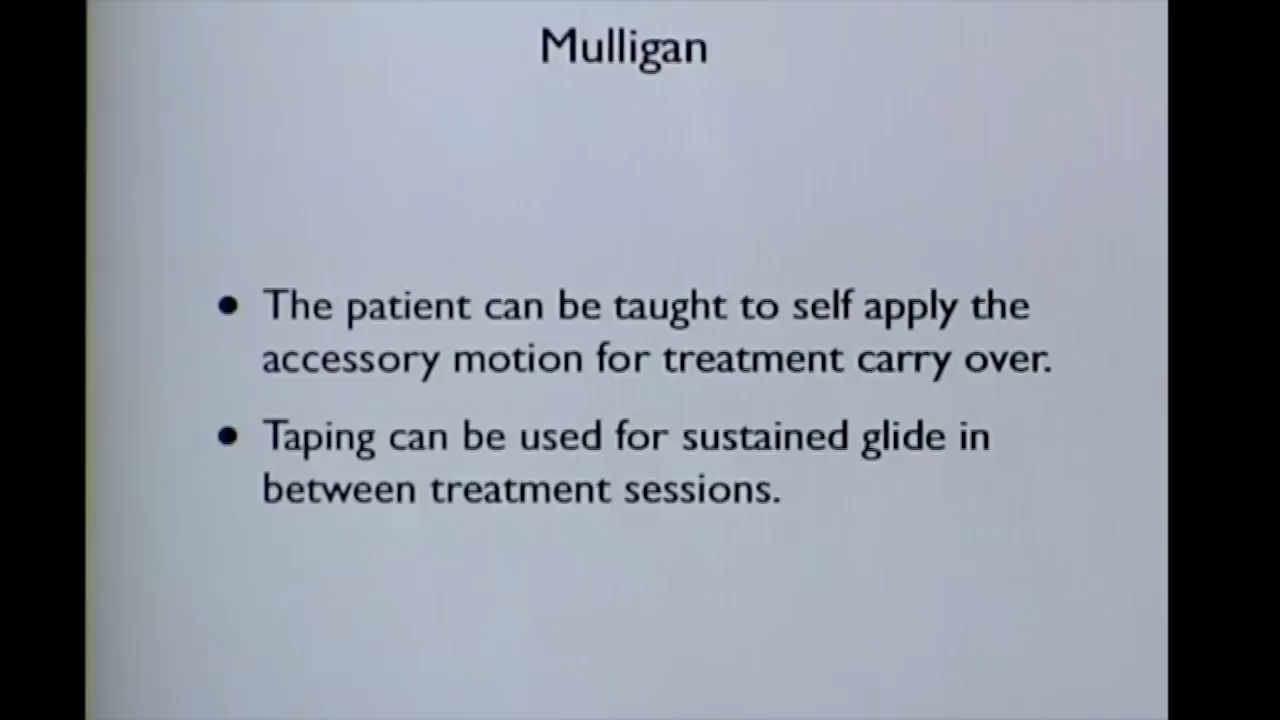 Mulligan
• The patient can be taught to self apply the
accessory motion for treatment carry over.
• Taping can be used for sustained glide in
between treatment sessions.